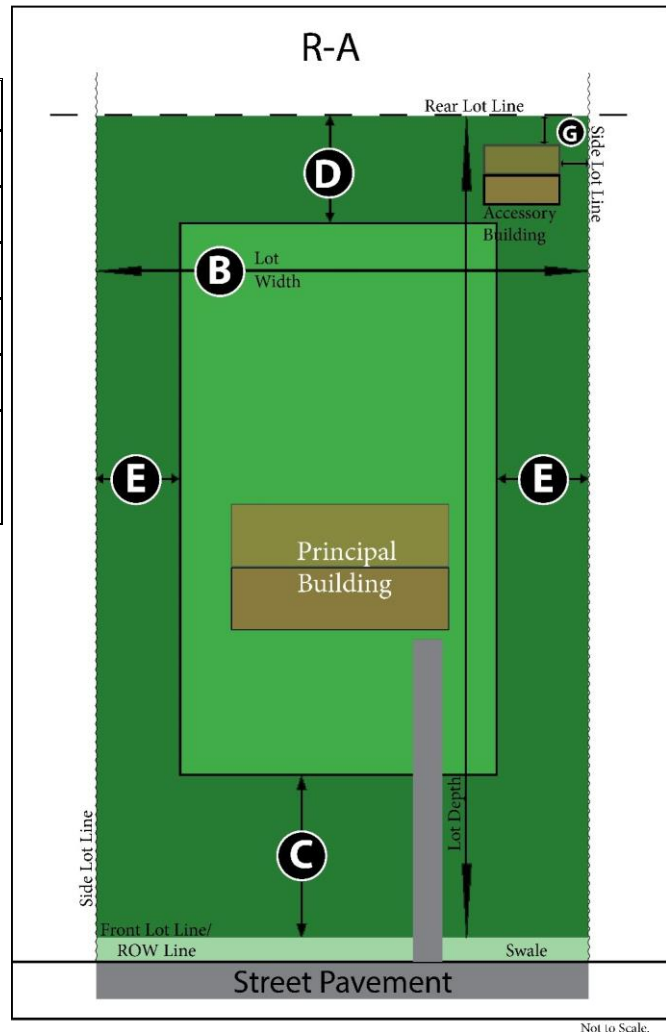 R-A
Rear Lot Line
G
Side Lot Line
D
Accessory
Building
B
Lot
Width
E
E
Principal
Building
C
Lot Depth
Side Lot Line
Front Lot Line/
ROW Line
Swale
Street Pavement
Not to Scale.